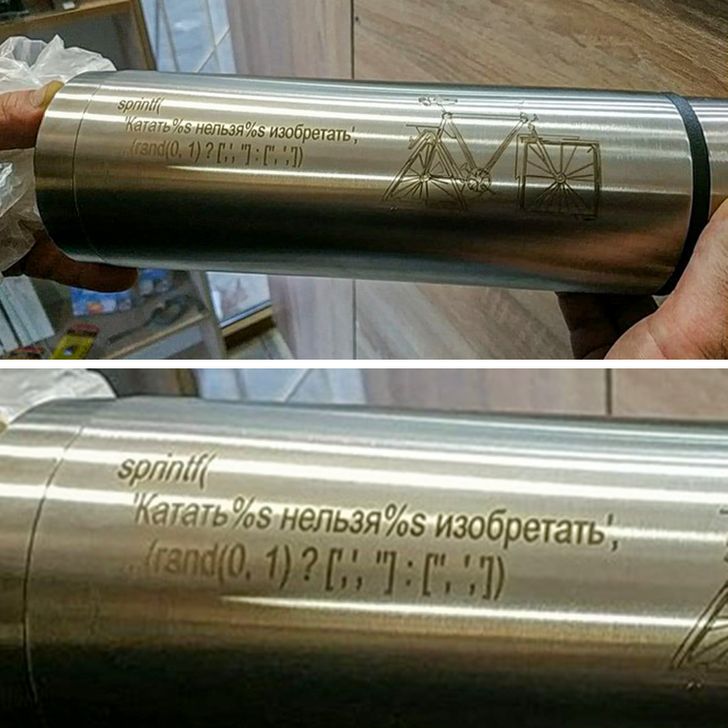 sprintf(
'Катать%s нельзя%s изобретать',
...(rand(0, 1) ? [',', ''] : ['', ','])
sprintf(
'Катать%s нельзя%s изобретать',
...(rand(0, 1) ? [',', ''] : ['', ','])